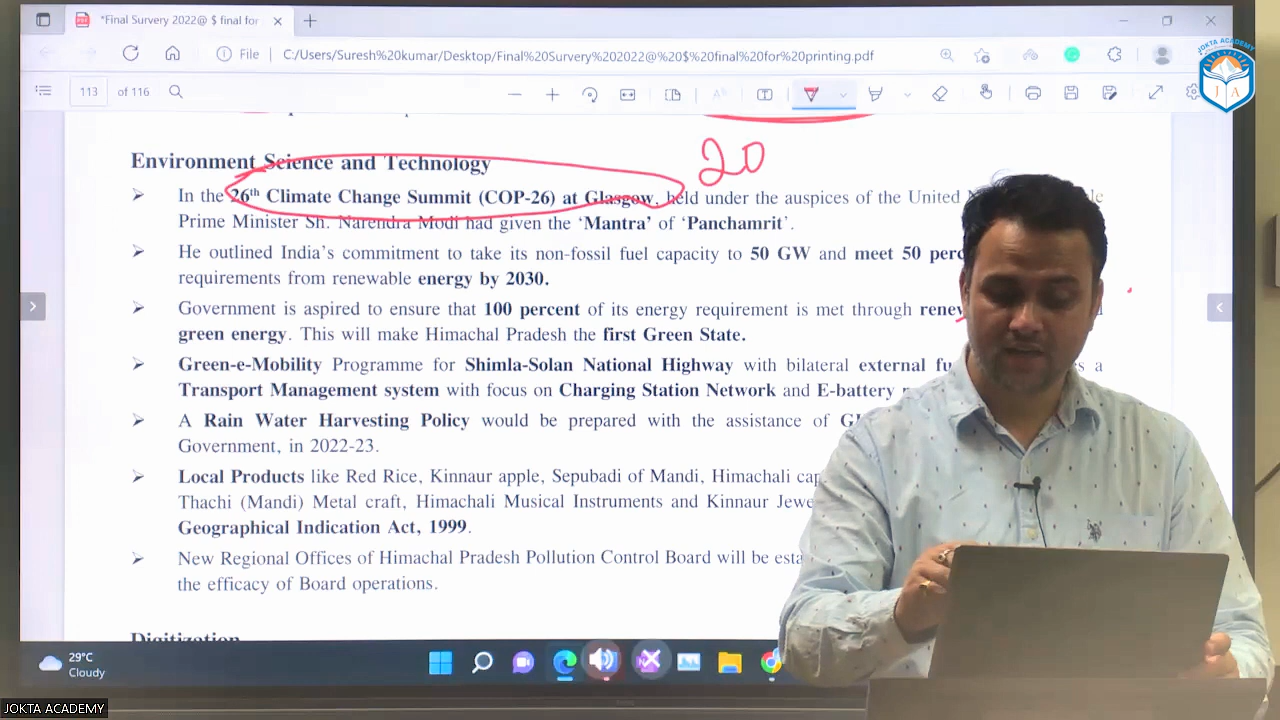 *Final Survery 2022@ $ final for
File
C:/Users/Suresh%20kumar/Desktop/Final%20Survery%202022@%20$%20final%20for%20printing.pdf
JOKTA ACADEMY
J A
113 of 116
20
Environment Science and Technology
In the 26th Climate Change Summit (COP-26) at Glasgow, held under the auspices of the United
Prime Minister Sh. Narendra Modi had given the ‘Mantra’ of ‘Panchamrit’.
He outlined India’s commitment to take its non-fossil fuel capacity to 50 GW and meet 50
requirements from renewable energy by 2030.
Government is aspired to ensure that 100 percent of its energy requirement is met through
green energy. This will make Himachal Pradesh the first Green State.
Green-e-Mobility Programme for Shimla-Solan National Highway with bilateral external a
Transport Management system with focus on Charging Station Network and E-battery
A Rain Water Harvesting Policy would be prepared with the assistance of
Government, in 2022-23.
Local Products like Red Rice, Kinnaur apple, Sepubadi of Mandi, Himachali
Thachi (Mandi) Metal craft, Himachali Musical Instruments and Kinnaur
Geographical Indication Act, 1999.
New Regional Offices of Himachal Pradesh Pollution Control Board will be
the efficacy of Board operations.
Digitization
29°C
Cloudy
JOKTA ACADEMY